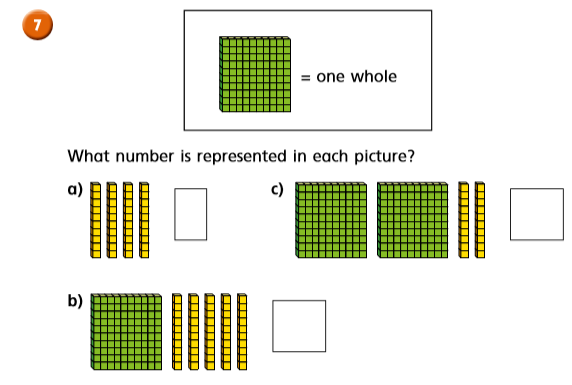 7
= one whole
What number is represented in each picture?
a)
c)
b)